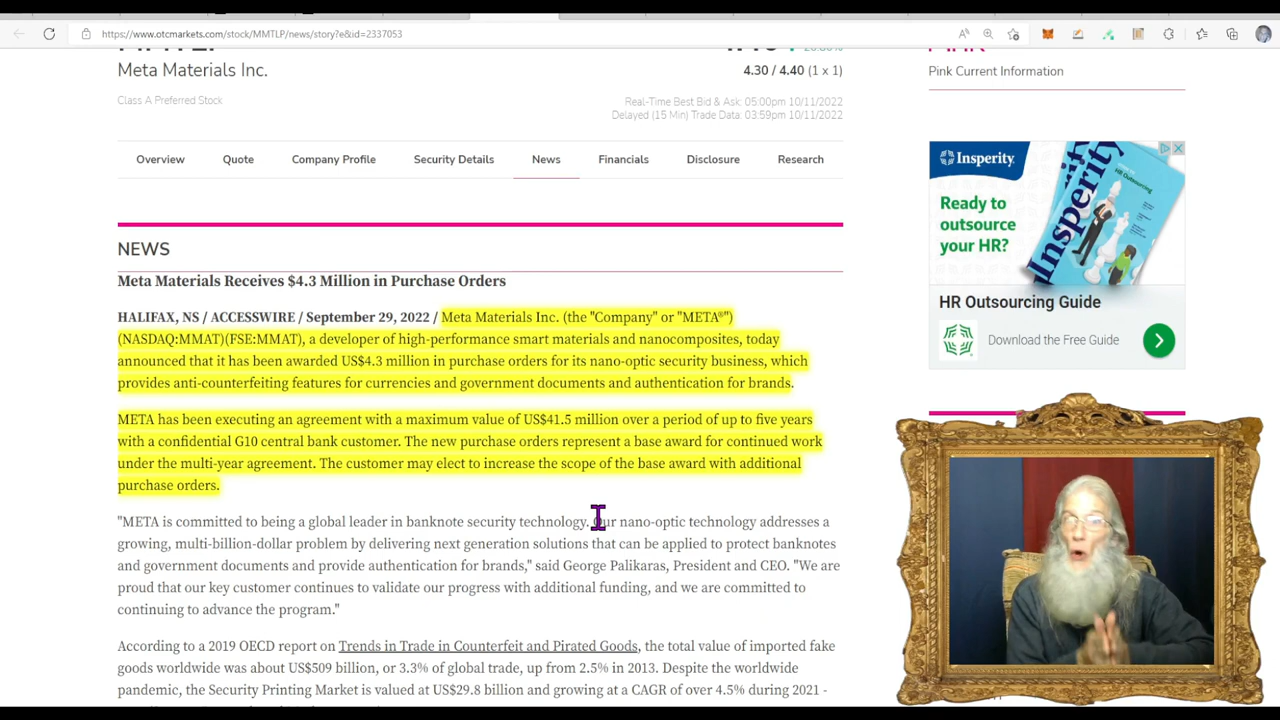 https://www.otcmarkets.com/stock/MMTLP/news/story?e&id=2337053
Meta Materials Inc.
4.30 / 4.40 (1 x 1)
Class A Preferred Stock
Real-Time Best Bid & Ask: 05:00pm 10/11/2022
Delayed (15 Min) Trade Data: 03:59pm 10/11/2022
Pink Current Information
Overview
Quote
Company Profile
Security Details
News
Financials
Disclosure
Research
NEWS
Meta Materials Receives $4.3 Million in Purchase Orders
HALIFAX, NS / ACCESSWIRE / September 29, 2022 / Meta Materials Inc. (the "Company" or "META®")
(NASDAQ:MMAT)(FSE:MMAT), a developer of high-performance smart materials and nanocomposites, today
announced that it has been awarded US$4.3 million in purchase orders for its nano-optic security business, which
provides anti-counterfeiting features for currencies and government documents and authentication for brands.
META has been executing an agreement with a maximum value of US$41.5 million over a period of up to five years
with a confidential G10 central bank customer. The new purchase orders represent a base award for continued work
under the multi-year agreement. The customer may elect to increase the scope of the base award with additional
purchase orders.
"META is committed to being a global leader in banknote security technology. Our nano-optic technology addresses a
growing, multi-billion-dollar problem by delivering next generation solutions that can be applied to protect banknotes
and government documents and provide authentication for brands," said George Palikaras, President and CEO. "We are
proud that our key customer continues to validate our progress with additional funding, and we are committed to
continuing to advance the program."
According to a 2019 OECD report on Trends in Trade in Counterfeit and Pirated Goods, the total value of imported fake
goods worldwide was about US$509 billion, or 3.3% of global trade, up from 2.5% in 2013. Despite the worldwide
pandemic, the Security Printing Market is valued at US$29.8 billion and growing at a CAGR of over 4.5% during 2021 -
Insperity
Ready to
outsource
your HR?
Insperity
HR Outsourcing Guide
Download the Free Guide